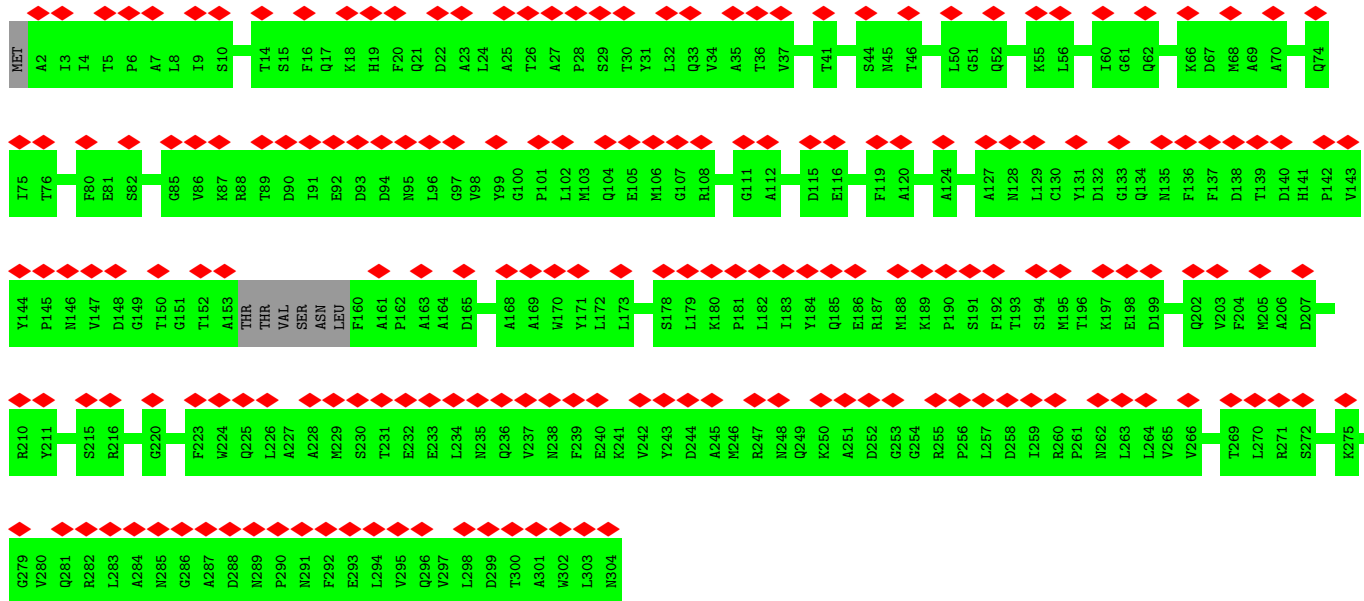 MET A2 I3 I4 T5 P6 A7 L8 I9 S10 T14 S15 F16 Q17 K18 H19 F20 Q21 D22 A23 L24 A25 T26 A27 P28 S29 T30 Y31 L32 Q33 V34 A35 T36 V37 T41 S44 N45 T46 L50 G51 Q52 K55 L56 I60 G61 Q62 K66 D67 M68 A69 A70 Q74
I75 T76 F80 E81 S82 G85 V86 K87 R88 T89 D90 I91 E92 D93 D94 N95 L96 G97 V98 Y99 G100 P101 L102 M103 Q104 E105 M106 G107 R108 G111 A112 D115 E116 F119 A120 A124 A127 N128 L129 C130 Y131 D132 G133 Q134 N135 F136 F137 D138 T139 D140 H141 P142 V143
Y144 P145 N146 V147 D148 G149 T150 G151 T152 A153 THR THR VAL SER ASN LEU F160 A161 P162 A163 A164 D165 A168 A169 W170 Y171 L172 L173 S178 L179 K180 P181 L182 I183 Y184 Q185 E186 R187 M188 K189 P190 S191 F192 T193 S194 M195 T196 K197 E198 D199 Q202 V203 F204 M205 A206 D207
R210 Y211 S215 R216 G220 F223 W224 Q225 L226 A227 A228 M229 S230 T231 E232 E233 L234 N235 Q236 V237 N238 F239 E240 K241 V242 Y243 D244 A245 M246 R247 N248 Q249 K250 A251 D252 G253 G254 R255 P256 L257 D258 I259 R260 P261 N262 L263 L264 V265 V266 T269 L270 R271 S272 K275
G279 V280 Q281 R282 L283 A284 N285 G286 A287 D288 N289 P290 N291 F292 E293 L294 V295 Q296 V297 L298 D299 T300 A301 W302 L303 N304